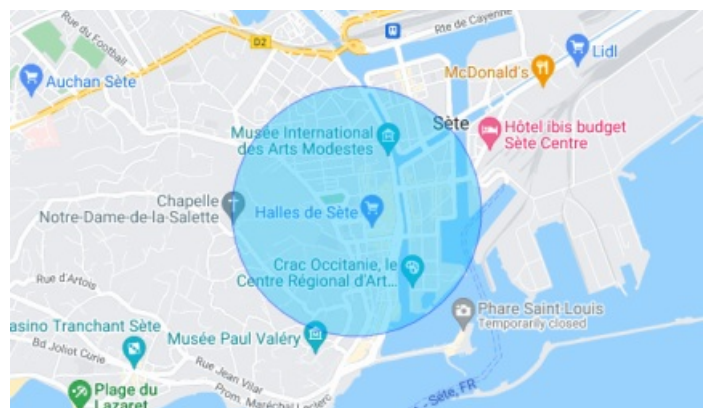 Rte de Cayenne
Rue du Football
D2
Lidl
McDonald's
Auchan Sète
Musée International
des Arts Modestes
Sète
Hôtel ibis budget
Sète Centre
Chapelle
Notre-Dame-de-la-Salette
Halles de Sète
Crac Occitanie, le
Centre Régional d'Art...
Rue d'Artois
Phare Saint-Louis
Temporarily closed
asino Tranchant Sète
Musée Paul Valéry
Bd Joliot Curie
Rue Jean Vilar
Prom. Maréchal Leclerc
- Sète, FR
Plage du
Lazaret